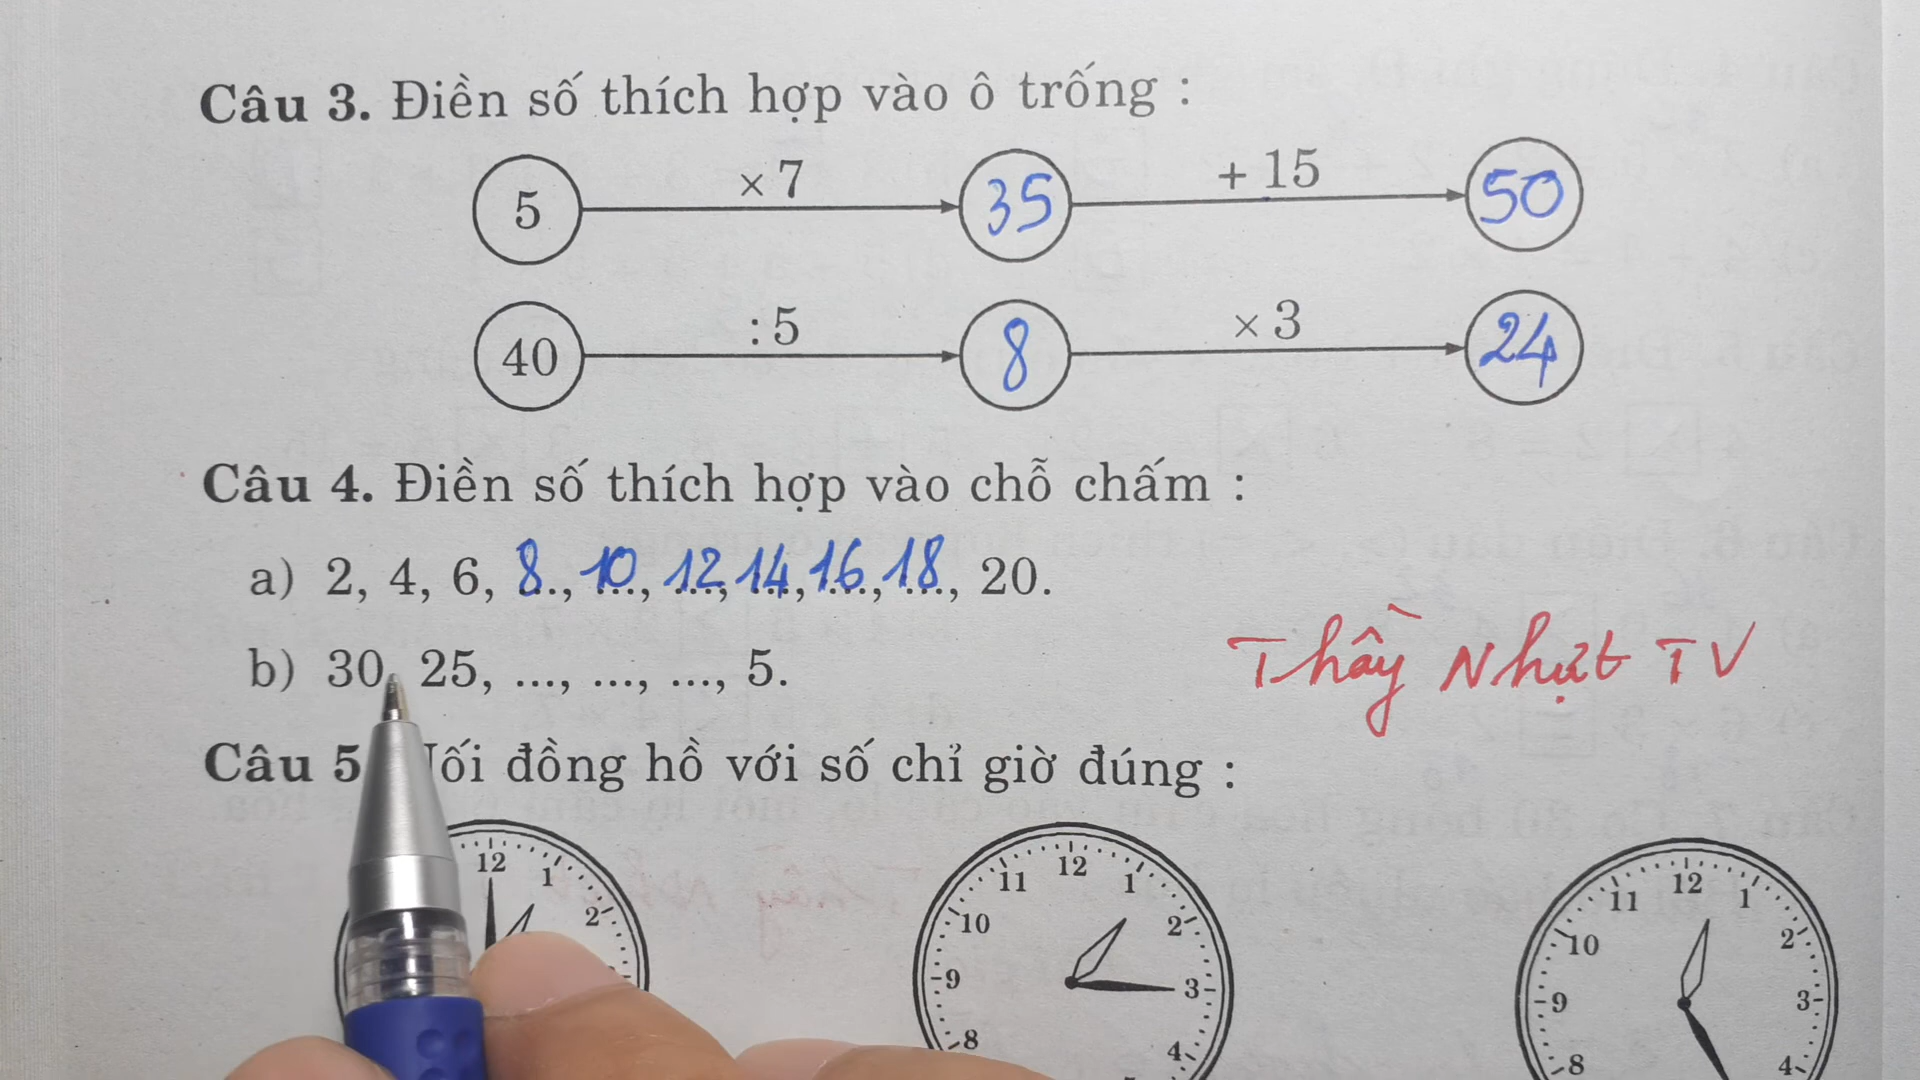 Câu 3. Điền số thích hợp vào ô trống :
5 × 7 35 + 15 50
40 : 5 8 × 3 24
Câu 4. Điền số thích hợp vào chỗ chấm :
a) 2, 4, 6, 8, 10, 12, 14, 16, 18, 20.
b) 30, 25, ..., ..., ..., 5.
Thầy Nhựt TV
Câu 5 Nối đồng hồ với số chỉ giờ đúng :
12 1 2
12 1 2 3 4 8 9 10 11
12 1 2 3 4 8 9 10 11